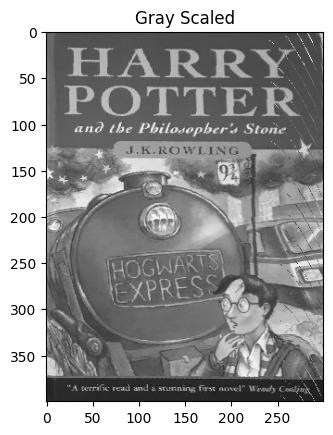 Gray Scaled
0
50
100
150
200
250
300
350
0
50
100
150
200
250
HARRY
POTTER
and the Philosopher's Stone
J.K.ROWLING
9¾
HOGWARTS
EXPRESS
"A terrific read and a stunning first novel" Wendy Cooling